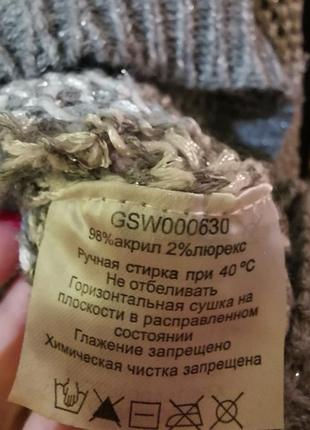 GSW000630
98%акрил 2%люрекс
Ручная стирка при 40 ºС
Не отбеливать
Горизонтальная сушка на
плоскости в расправленном
состоянии
Глажение запрещено
Химическая чистка запрещена